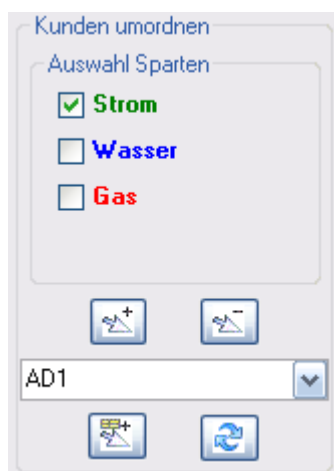 Kunden umordnen
Auswahl Sparten
Strom
Wasser
Gas
AD1